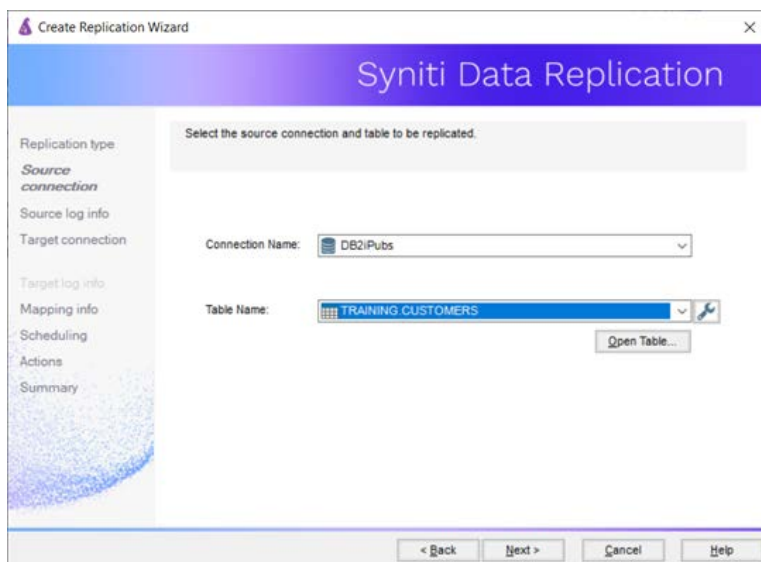 Create Replication Wizard
Syniti Data Replication
Replication type
Source
connection
Source log info
Target connection
Target log info
Mapping info
Scheduling
Actions
Summary
Select the source connection and table to be replicated.
Connection Name:
DB2iPubs
Table Name:
TRAINING.CUSTOMERS
Open Table...
< Back
Next >
Cancel
Help